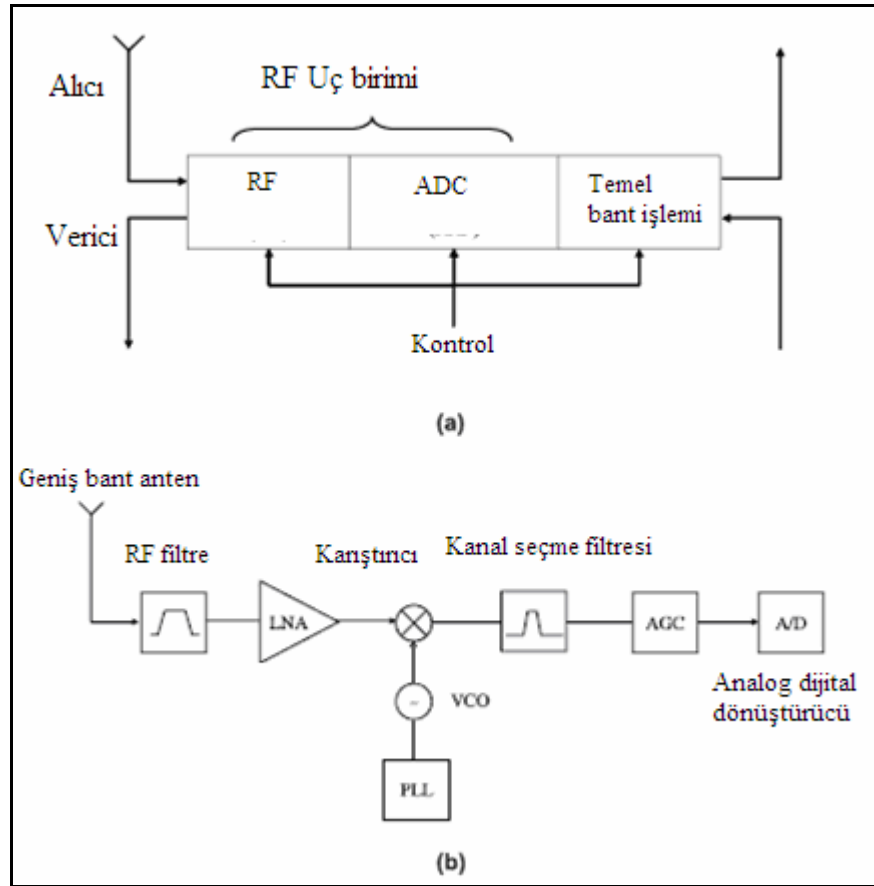 Alıcı
RF Uç birimi
RF
ADC
Temel
bant işlemi
Verici
Kontrol
(a)
Geniş bant anten
RF filtre
Karıştırıcı
Kanal seçme filtresi
LNA
AGC
A/D
VCO
Analog dijital
dönüştürücü
PLL
(b)